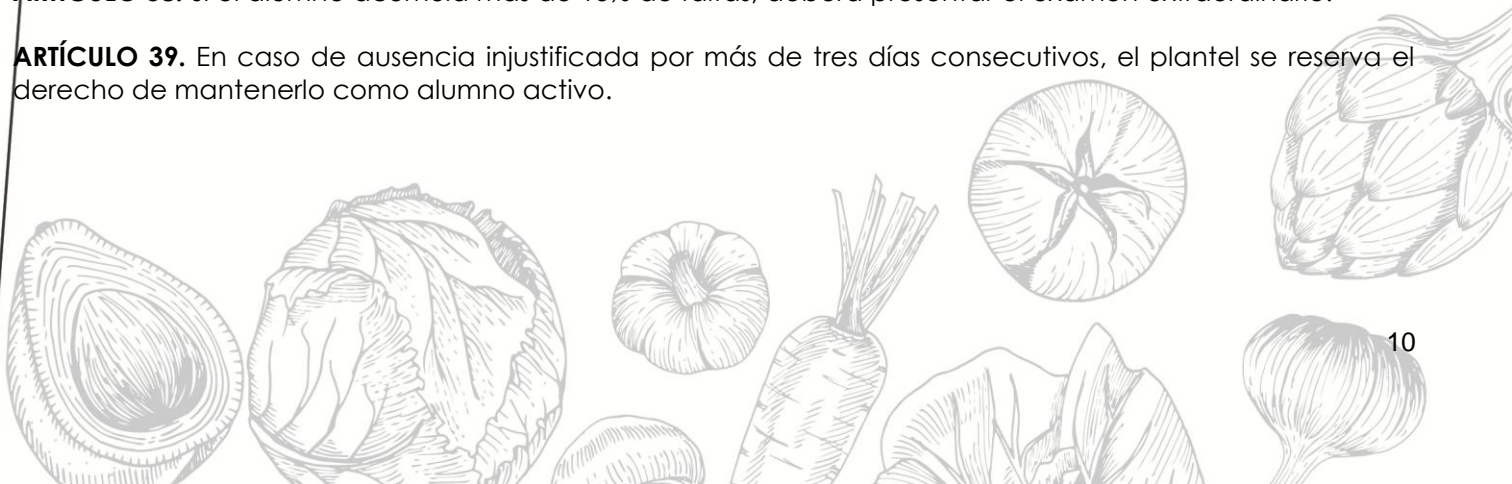 ARTÍCULO 39. En caso de ausencia injustificada por más de tres días consecutivos, el plantel se reserva el
derecho de mantenerlo como alumno activo.
10